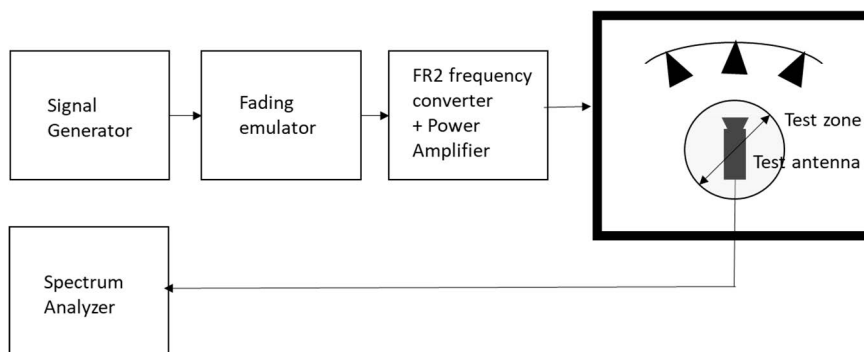 Signal
Generator
Fading
emulator
FR2 frequency
converter
+ Power
Amplifier
Test zone
Test antenna
Spectrum
Analyzer